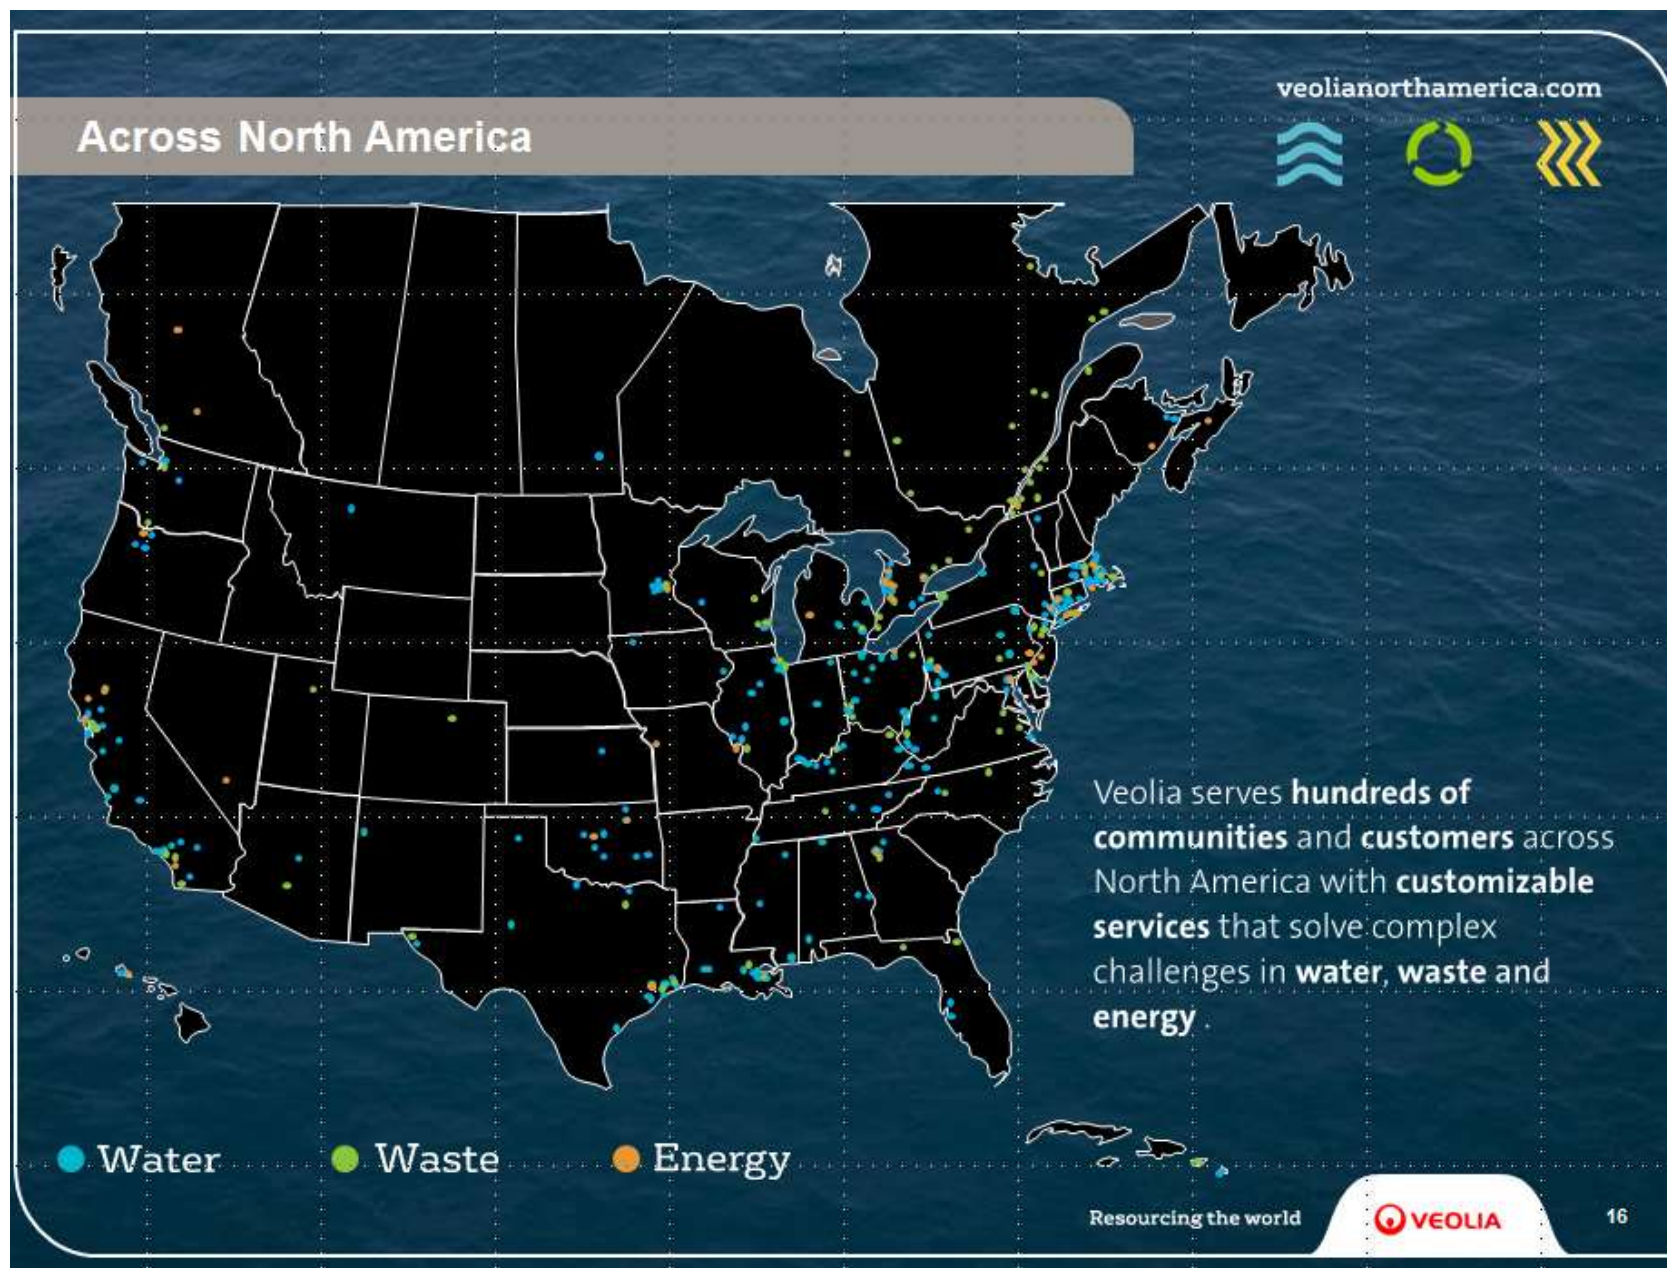 veolianorthamerica.com
Across North America
Veolia serves hundreds of
communities and customers across
North America with customizable
services that solve complex
challenges in water, waste and
energy .
Water
Waste
Energy
Resourcing the world
VEOLIA
16